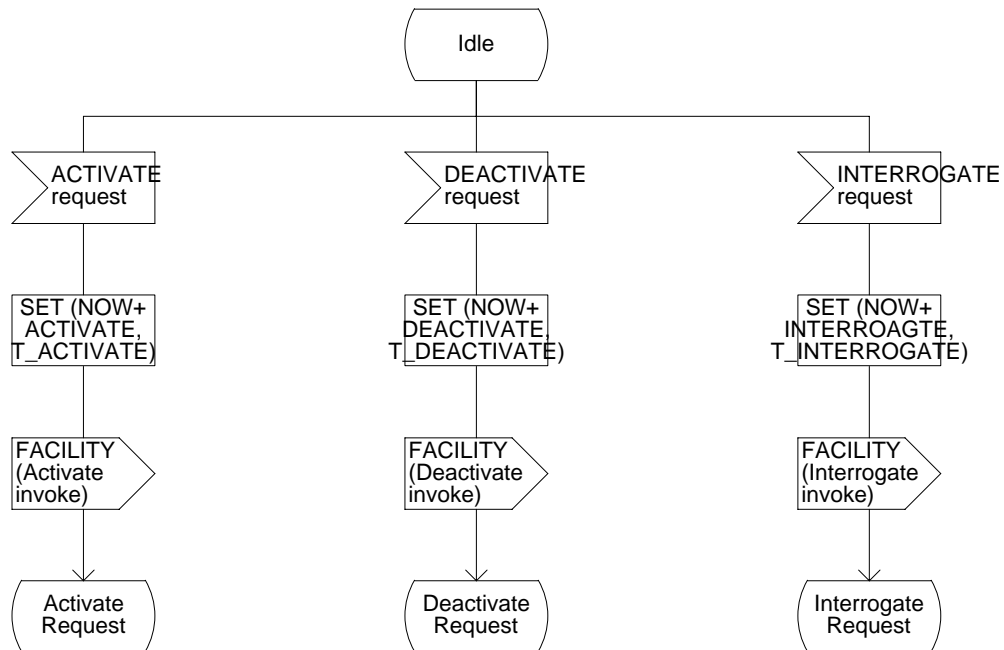 Idle
ACTIVATE
request
DEACTIVATE
request
INTERROGATE
request
SET (NOW+
ACTIVATE,
T_ACTIVATE)
SET (NOW+
DEACTIVATE,
T_DEACTIVATE)
SET (NOW+
INTERROAGTE,
T_INTERROGATE)
FACILITY
(Activate
invoke)
FACILITY
(Deactivate
invoke)
FACILITY
(Interrogate
invoke)
Activate
Request
Deactivate
Request
Interrogate
Request